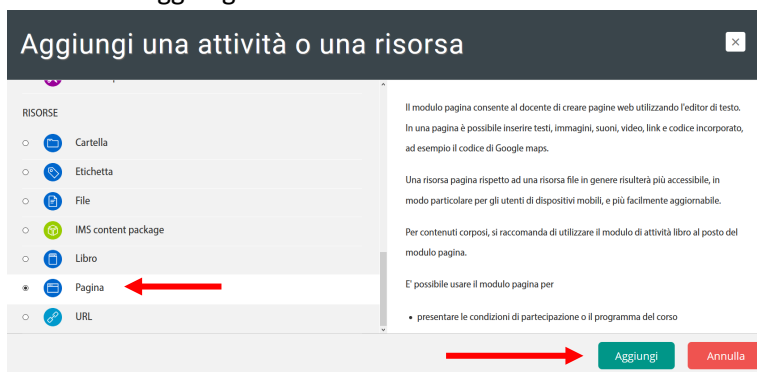 Aggiungi una attività o una risorsa
RISORSE
Cartella
Etichetta
File
IMS content package
Libro
Pagina
URL
Il modulo pagina consente al docente di creare pagine web utilizzando l'editor di testo.
In una pagina è possibile inserire testi, immagini, suoni, video, link e codice incorporato,
ad esempio il codice di Google maps.
Una risorsa pagina rispetto ad una risorsa file in genere risulterà più accessibile, in
modo particolare per gli utenti di dispositivi mobili, e più facilmente aggiornabile.
Per contenuti corposi, si raccomanda di utilizzare il modulo di attività libro al posto del
modulo pagina.
E' possibile usare il modulo pagina per
• presentare le condizioni di partecipazione o il programma del corso
Aggiungi
Annulla